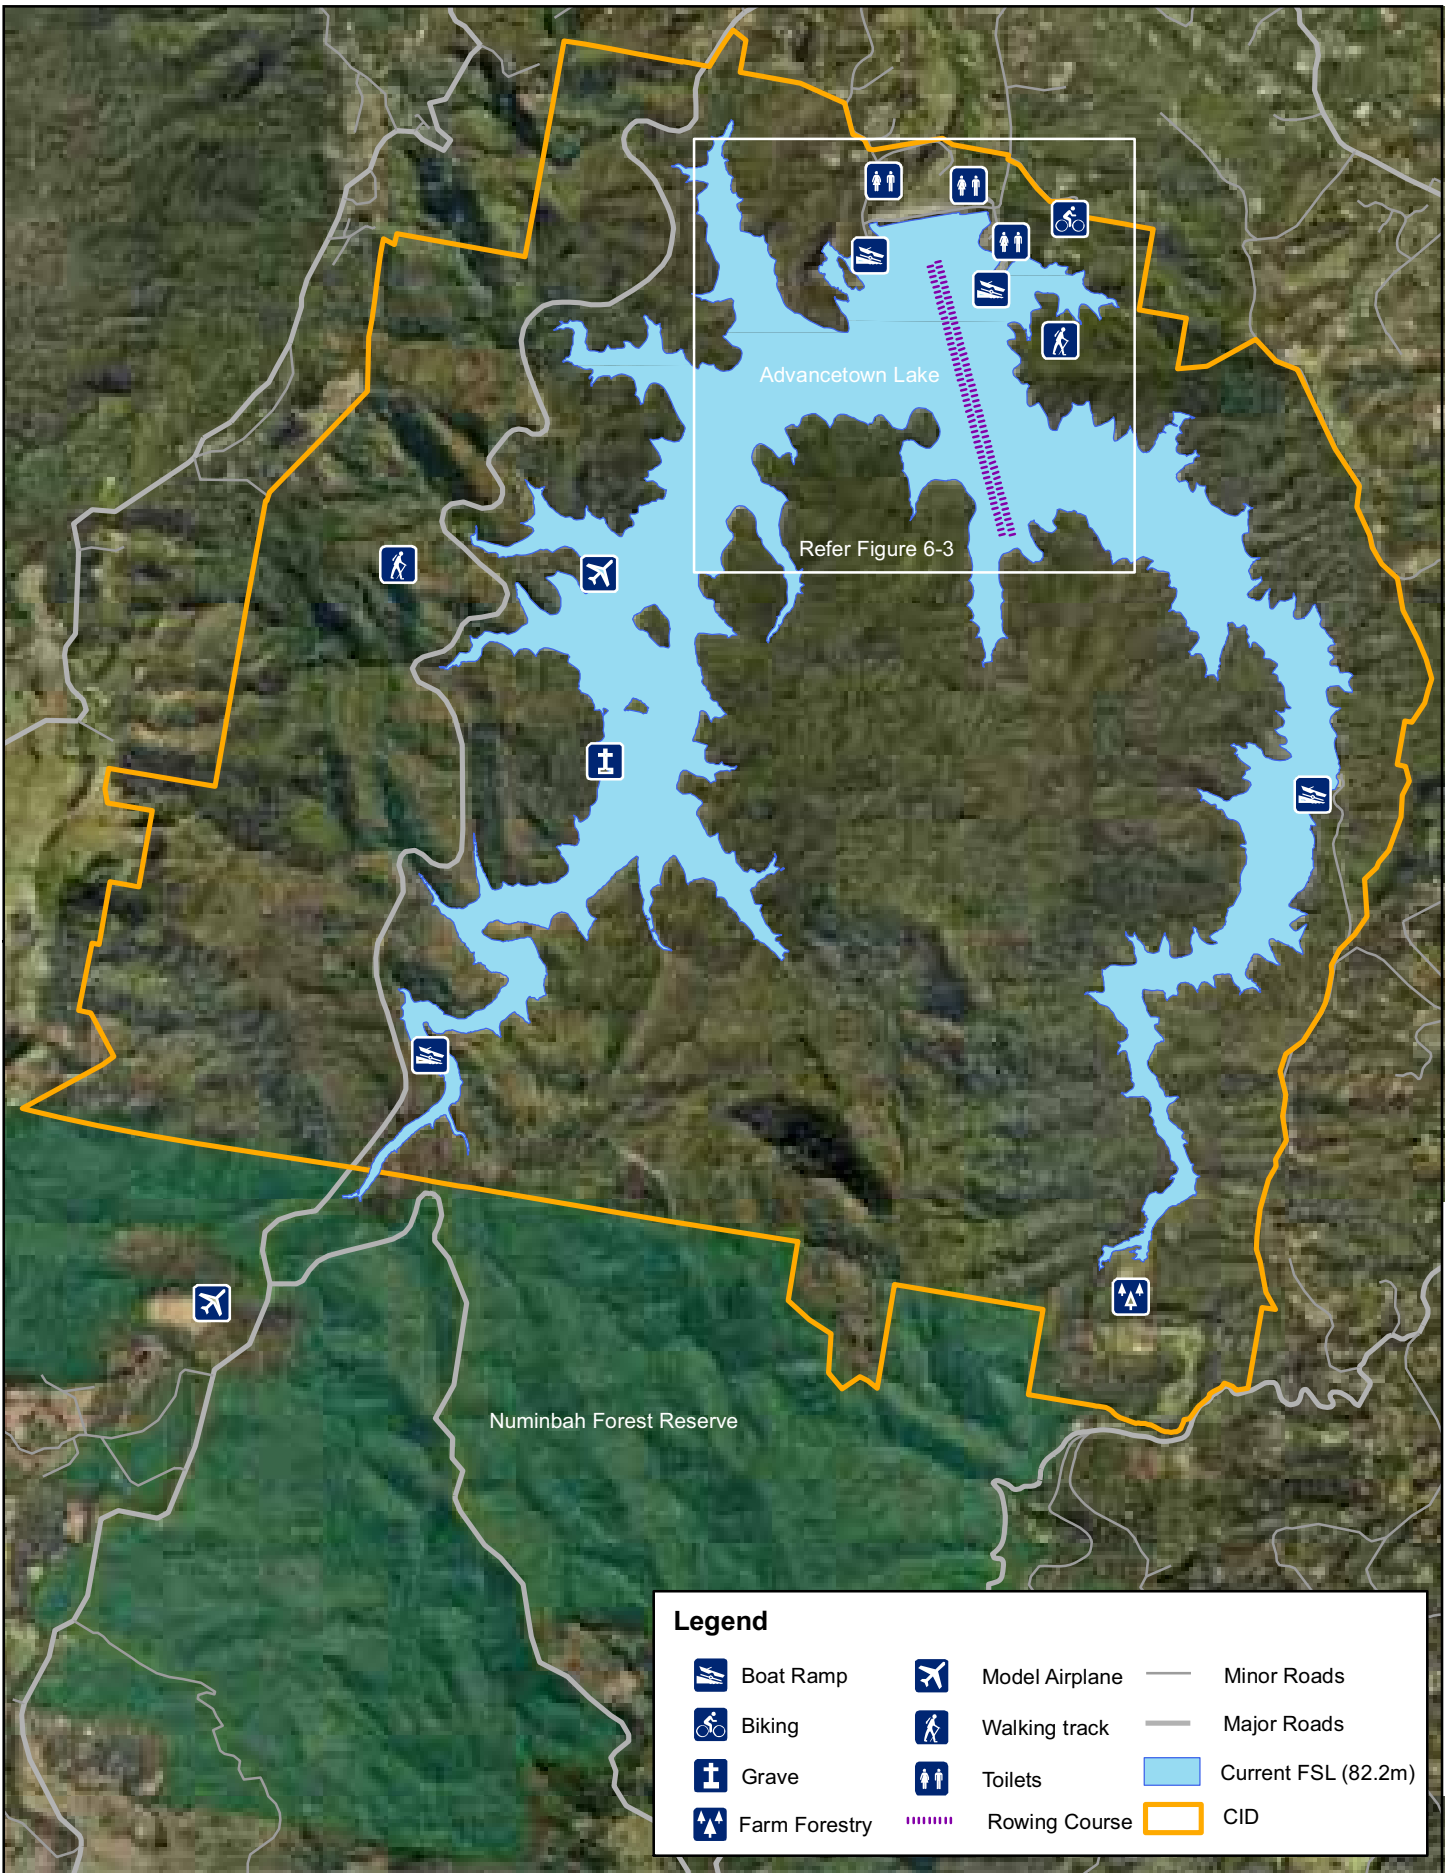 Advancetown Lake
Refer Figure 6-3
Numinbah Forest Reserve
Legend
Boat Ramp
Model Airplane
Minor Roads
Biking
Walking track
Major Roads
Grave
Toilets
Current FSL (82.2m)
Farm Forestry
Rowing Course
CID